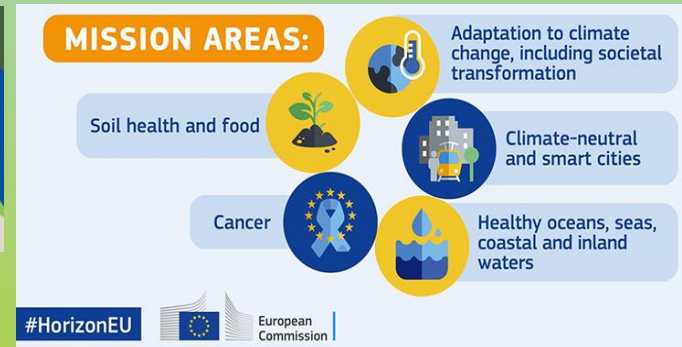 MISSION AREAS:
Adaptation to climate
change, including societal
transformation
Soil health and food
Climate-neutral
and smart cities
Cancer
Healthy oceans, seas,
coastal and inland
waters
#HorizonEU
European
Commission